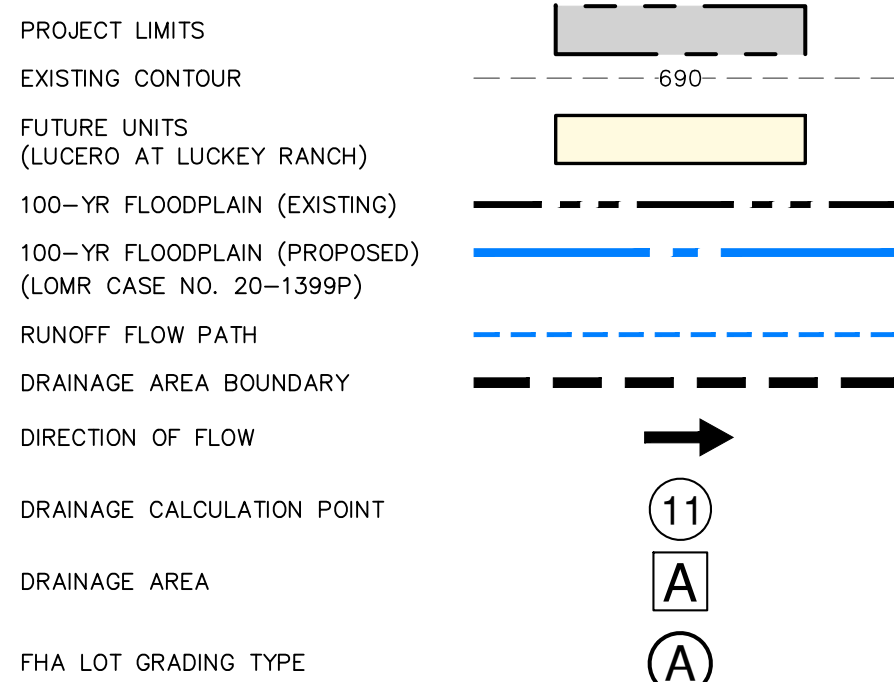 PROJECT LIMITS
EXISTING CONTOUR
690
FUTURE UNITS
(LUCERO AT LUCKEY RANCH)
100-YR FLOODPLAIN (EXISTING)
100-YR FLOODPLAIN (PROPOSED)
(LOMR CASE NO. 20-1399P)
RUNOFF FLOW PATH
DRAINAGE AREA BOUNDARY
DIRECTION OF FLOW
DRAINAGE CALCULATION POINT
11
DRAINAGE AREA
A
FHA LOT GRADING TYPE
A